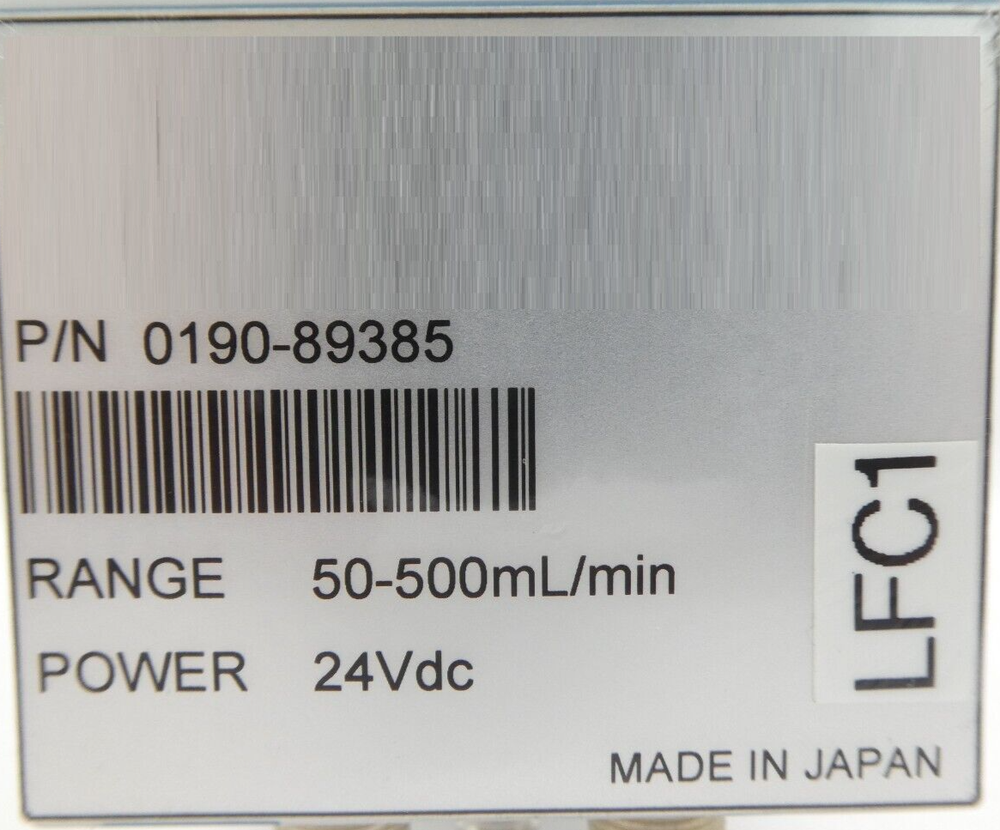 P/N 0190-89385
RANGE 50-500mL/min
POWER 24Vdc
LFC1
MADE IN JAPAN